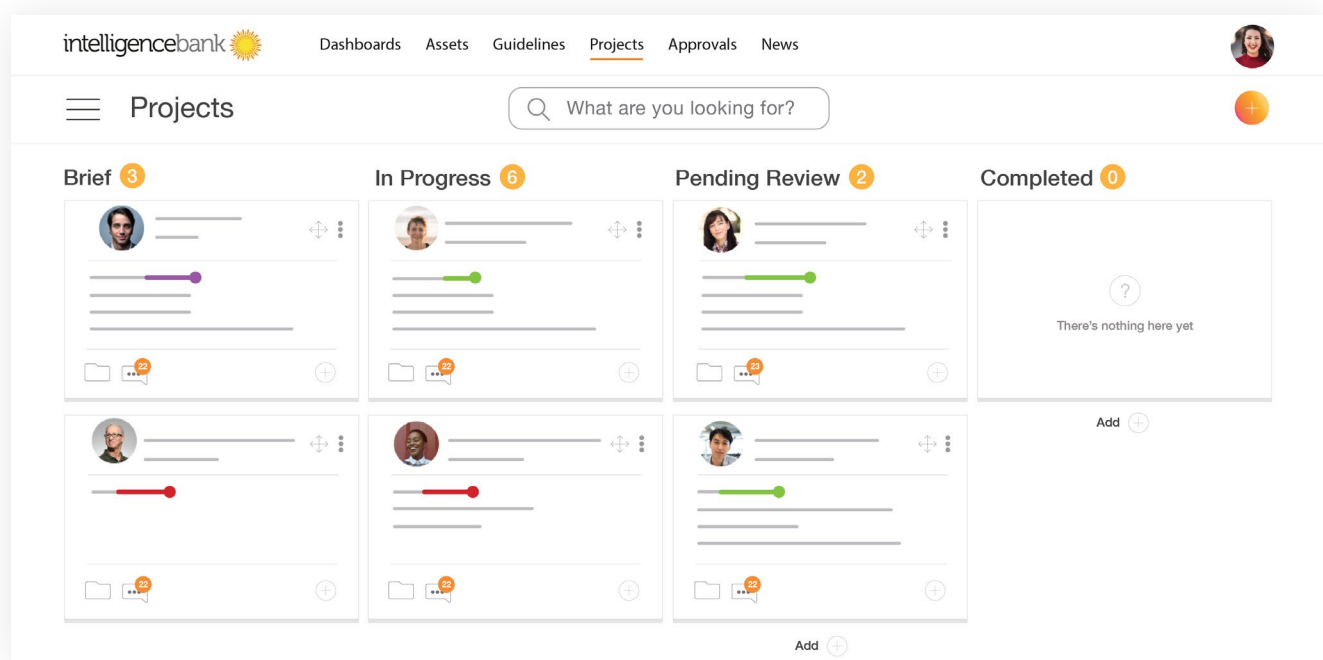 intelligencebank
Dashboards Assets Guidelines Projects Approvals News
Projects
What are you looking for?
Brief 3
In Progress 6
Pending Review 2
Completed 0
22
22
23
?
There's nothing here yet
Add
22
22
22
Add